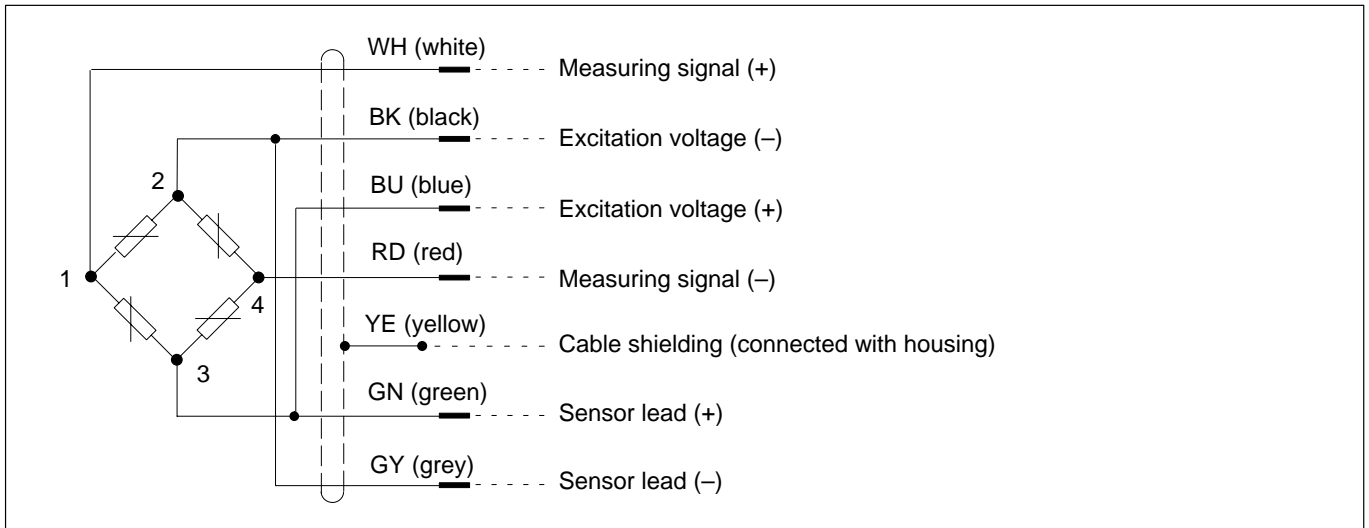 WH (white)
Measuring signal (+)
BK (black)
Excitation voltage (–)
2
BU (blue)
Excitation voltage (+)
RD (red)
1
4
Measuring signal (–)
YE (yellow)
Cable shielding (connected with housing)
3
GN (green)
Sensor lead (+)
GY (grey)
Sensor lead (–)